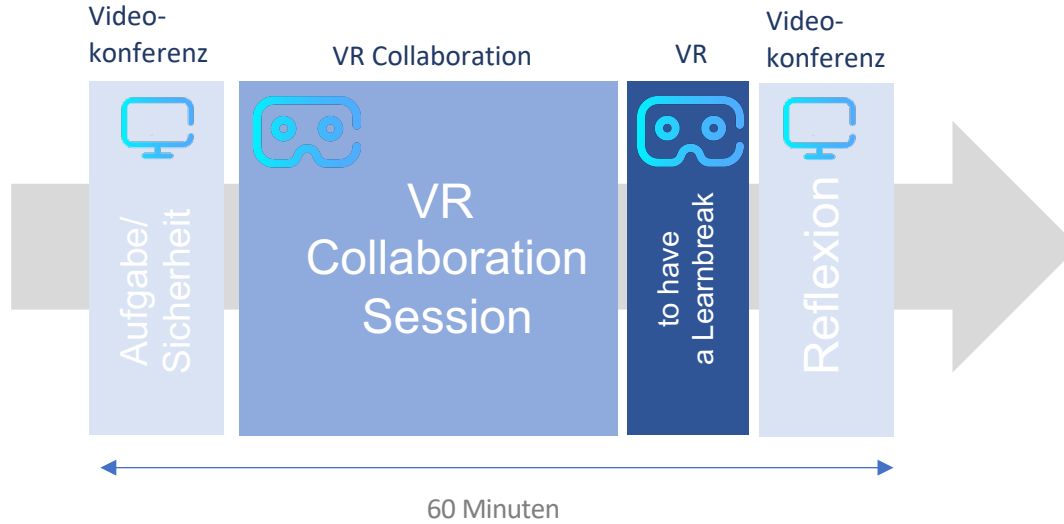 Video-
konferenz
VR Collaboration
VR
Video-
konferenz
Aufgabe/
Sicherheit
VR
Collaboration
Session
to have
a Learnbreak
Reflexion
60 Minuten